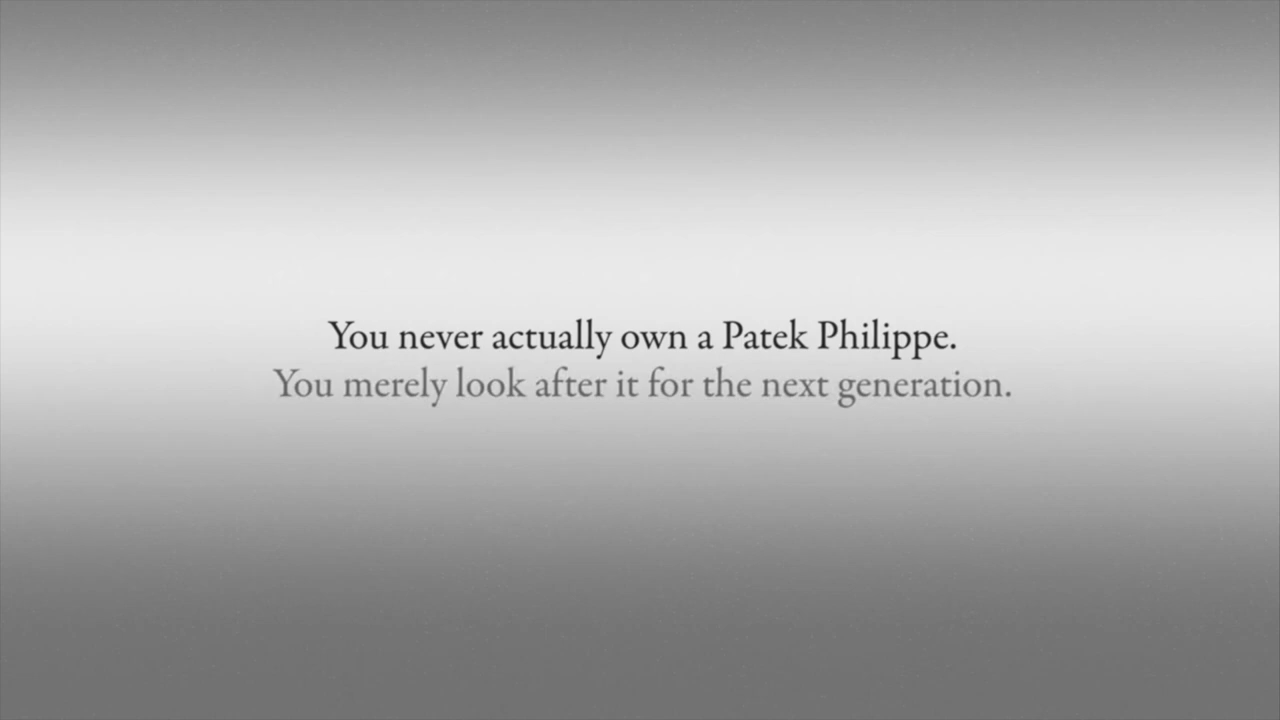 You never actually own a Patek Philippe.
You merely look after it for the next generation.